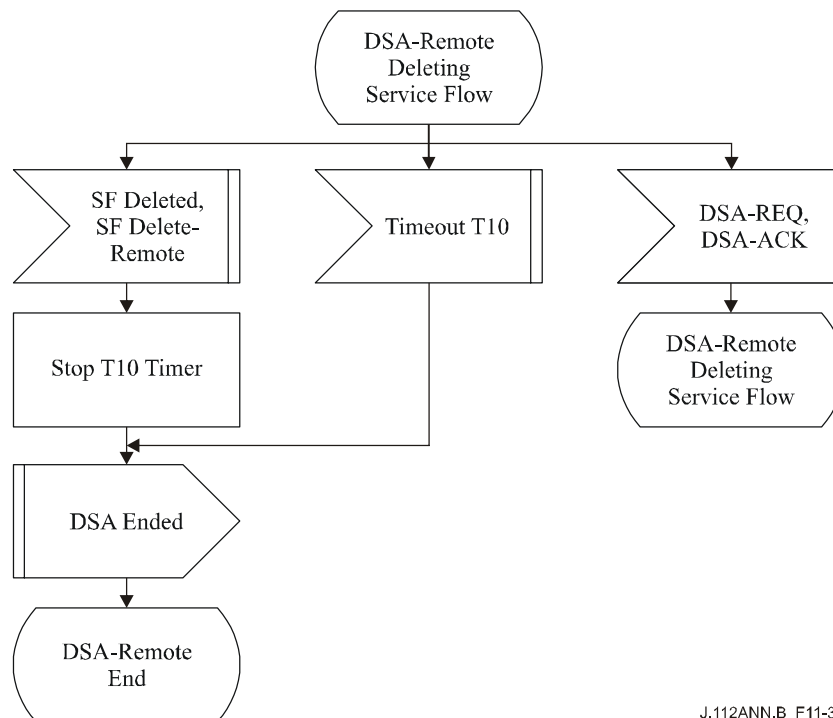 DSA-Remote
Deleting
Service Flow
SF Deleted,
SF Delete-
Remote
Timeout T10
DSA-REQ,
DSA-ACK
Stop T10 Timer
DSA-Remote
Deleting
Service Flow
DSA Ended
DSA-Remote
End
J.112ANN.B_F11-3